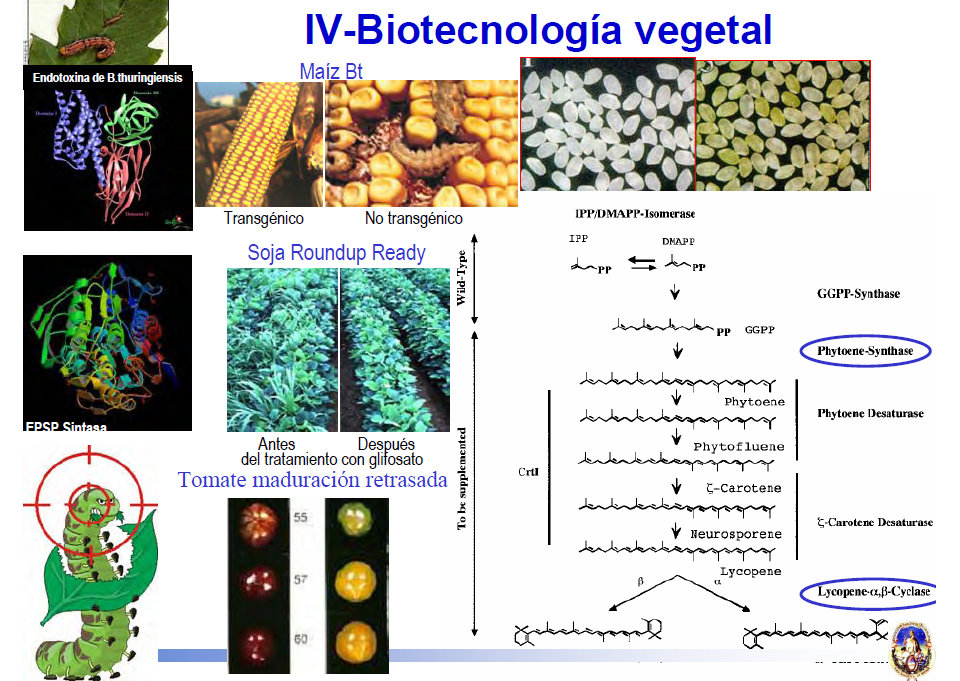 IV-Biotecnología vegetal
Endotoxina de B.thuringiensis
Maíz Bt
Transgénico
No transgénico
Soja Roundup Ready
EPSP Sintasa
Antes
Después
del tratamiento con glifosato
Tomate maduración retrasada
55
57
60
IPP/DMAPP-Isomerase
IPP
DMAPP
PP
PP
Wild-Type
GGPP-Synthase
PP
GGPP
Phytoene-Synthase
Phytoene
Phytoene Desaturase
Phytofluene
CrtI
To be supplemented
ζ-Carotene
ζ-Carotene Desaturase
Neurosporene
Lycopene
β
α
Lycopene-α,β-Cyclase